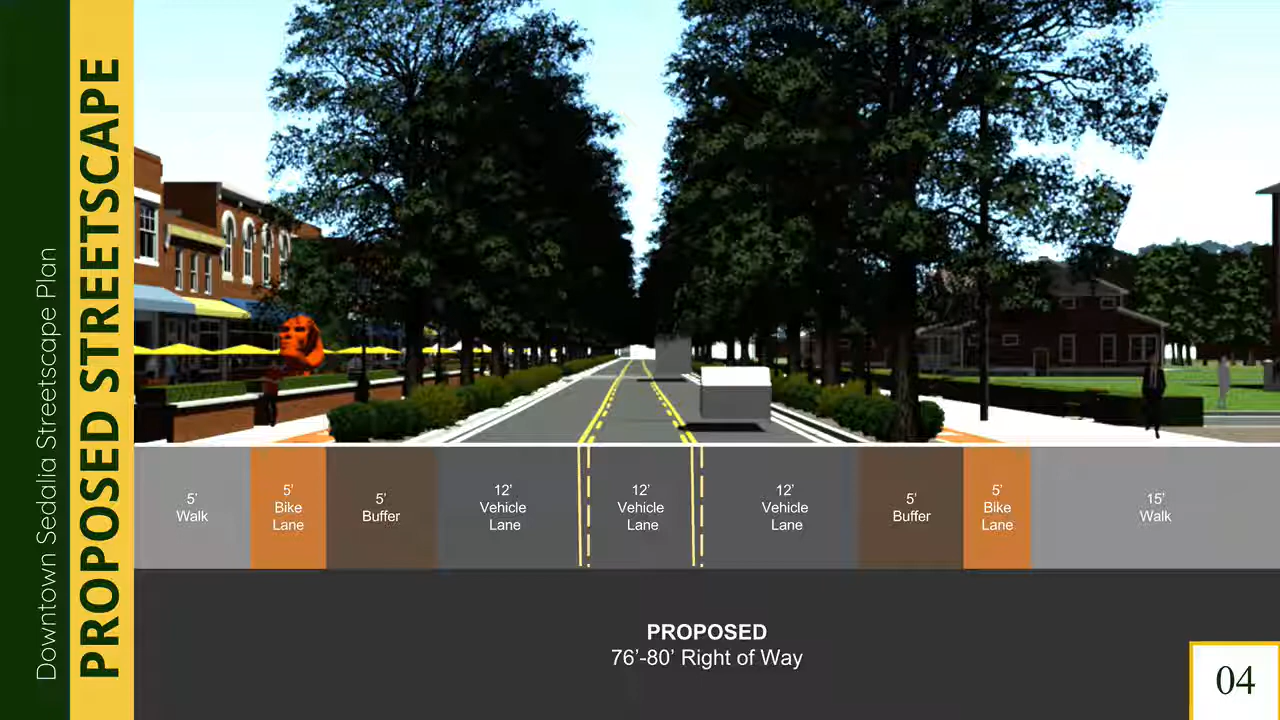 Downtown Sedalia Streetscape Plan
PROPOSED STREETSCAPE
5’
Walk
5’
Bike
Lane
5’
Buffer
12’
Vehicle
Lane
12’
Vehicle
Lane
12’
Vehicle
Lane
5’
Buffer
5’
Bike
Lane
15’
Walk
PROPOSED
76’-80’ Right of Way
04